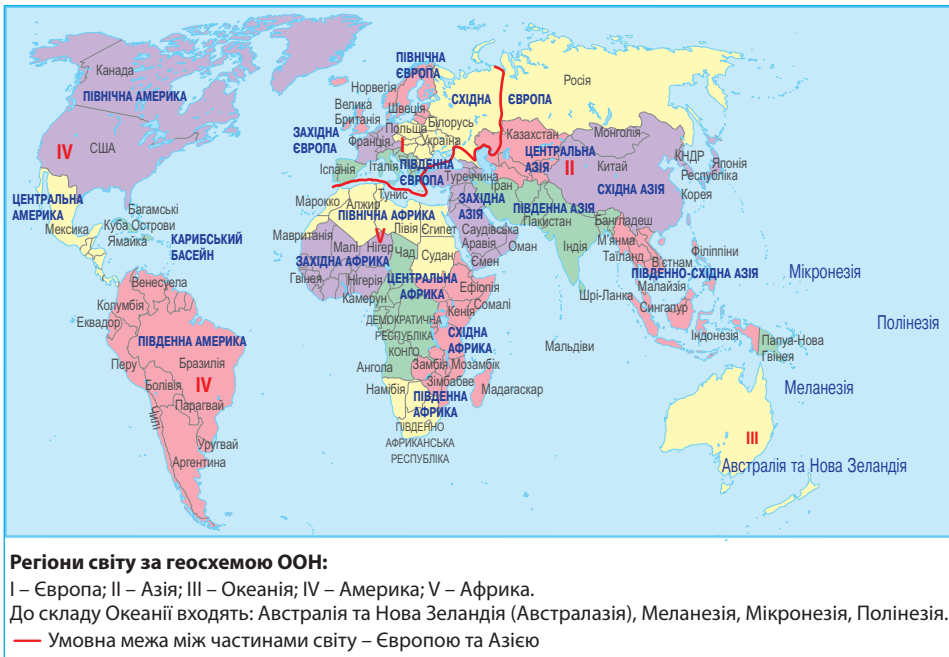 ПІВНІЧНА
ЄВРОПА
Канада
ПІВНІЧНА АМЕРИКА
IV
США
Норвегія
Швеція
СХІДНА ЄВРОПА
Росія
Велика
Британія
Польща
Білорусь
ЗАХІДНА
ЄВРОПА
Франція
I
Україна
Казахстан
Монголія
Іспанія
Італія
ПІВДЕННА
ЄВРОПА
Туреччина
ЦЕНТРАЛЬНА
АЗІЯ
II
Китай
КНДР
Японія
Республіка
Корея
СХІДНА АЗІЯ
ЦЕНТРАЛЬНА
АМЕРИКА
Мексика
Багамські
Куба Острови
Ямайка
КАРИБСЬКИЙ
БАСЕЙН
Марокко
Алжир
Туніс
ПІВНІЧНА АФРИКА
Лівія
Єгипет
ЗАХІДНА
АЗІЯ
Іран
ПІВДЕННА АЗІЯ
Пакистан
Бангладеш
Саудівська
Аравія
Оман
Індія
М'янма
Таїланд
В'єтнам
Філіппіни
Мавританія
Малі
Нігер
V
Чад
Судан
Ємен
ЗАХІДНА АФРИКА
ПІВДЕННО-СХІДНА АЗІЯ
Мікронезія
Гвінея
Нігерія
Камерун
ЦЕНТРАЛЬНА
АФРИКА
Ефіопія
Сомалі
Шрі-Ланка
Малайзія
Сингапур
Венесуела
Колумбія
Еквадор
Кенія
ДЕМОКРАТИЧНА
РЕСПУБЛІКА
КОНГО
СХІДНА
АФРИКА
Мальдіви
Індонезія
Папуа-Нова
Гвінея
Полінезія
ПІВДЕННА АМЕРИКА
Перу
Бразилія
IV
Болівія
Парагвай
Чилі
Уругвай
Аргентина
Ангола
Замбія
Мозамбік
Зімбабве
Мадагаскар
Намібія
ПІВДЕННА
АФРИКА
ПІВДЕННО
АФРИКАНСЬКА
РЕСПУБЛІКА
Меланезія
III
Австралія та Нова Зеландія
Регіони світу за геосхемою ООН:
I – Європа; II – Азія; III – Океанія; IV – Америка; V – Африка.
До складу Океанії входять: Австралія та Нова Зеландія (Австралазія), Меланезія, Мікронезія, Полінезія.
Умовна межа між частинами світу – Європою та Азією